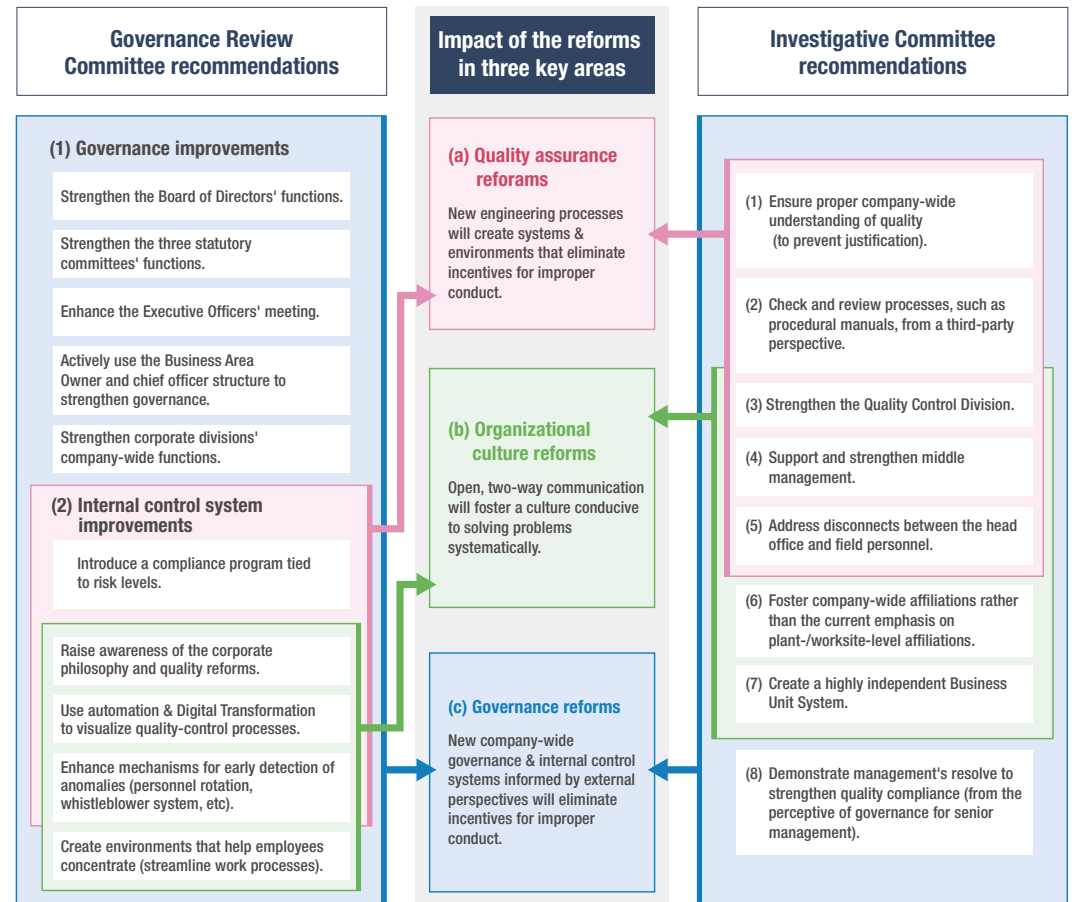 Governance Review
Committee recommendations
Impact of the reforms
in three key areas
Investigative Committee
recommendations
(1) Governance improvements
Strengthen the Board of Directors' functions.
Strengthen the three statutory
committees' functions.
Enhance the Executive Officers' meeting.
Actively use the Business Area
Owner and chief officer structure to
strengthen governance.
Strengthen corporate divisions'
company-wide functions.
(2) Internal control system
improvements
Introduce a compliance program tied
to risk levels.
Raise awareness of the corporate
philosophy and quality reforms.
Use automation & Digital Transformation
to visualize quality-control processes.
Enhance mechanisms for early detection of
anomalies (personnel rotation,
whistleblower system, etc).
Create environments that help employees
concentrate (streamline work processes).
(a) Quality assurance
reforams
New engineering processes
will create systems &
environments that eliminate
incentives for improper
conduct.
(b) Organizational
culture reforms
Open, two-way communication
will foster a culture conducive
to solving problems
systematically.
(c) Governance reforms
New company-wide
governance & internal control
systems informed by external
perspectives will eliminate
incentives for improper
conduct.
(1) Ensure proper company-wide
understanding of quality
(to prevent justification).
(2) Check and review processes, such as
procedural manuals, from a third-party
perspective.
(3) Strengthen the Quality Control Division.
(4) Support and strengthen middle
management.
(5) Address disconnects between the head
office and field personnel.
(6) Foster company-wide affiliations rather
than the current emphasis on
plant-/worksite-level affiliations.
(7) Create a highly independent Business
Unit System.
(8) Demonstrate management's resolve to
strengthen quality compliance (from the
perceptive of governance for senior
management).